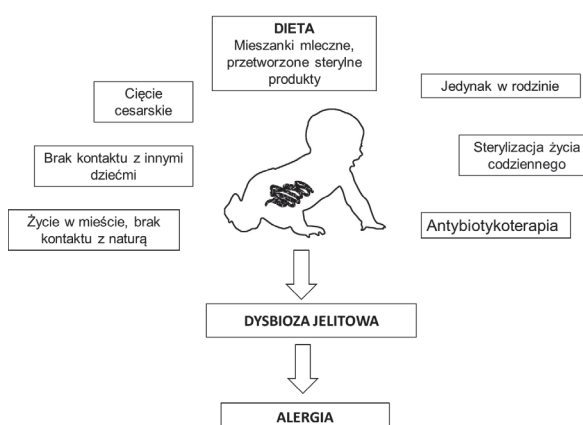 DIETA
Mieszanki mleczne,
przetworzone sterylne
produkty
Cięcie
cesarskie
Jedynak w rodzinie
Brak kontaktu z innymi
dziećmi
Sterylizacja życia
codziennego
Życie w mieście, brak
kontaktu z naturą
Antybiotykoterapia
DYSBIOZA JELITOWA
ALERGIA